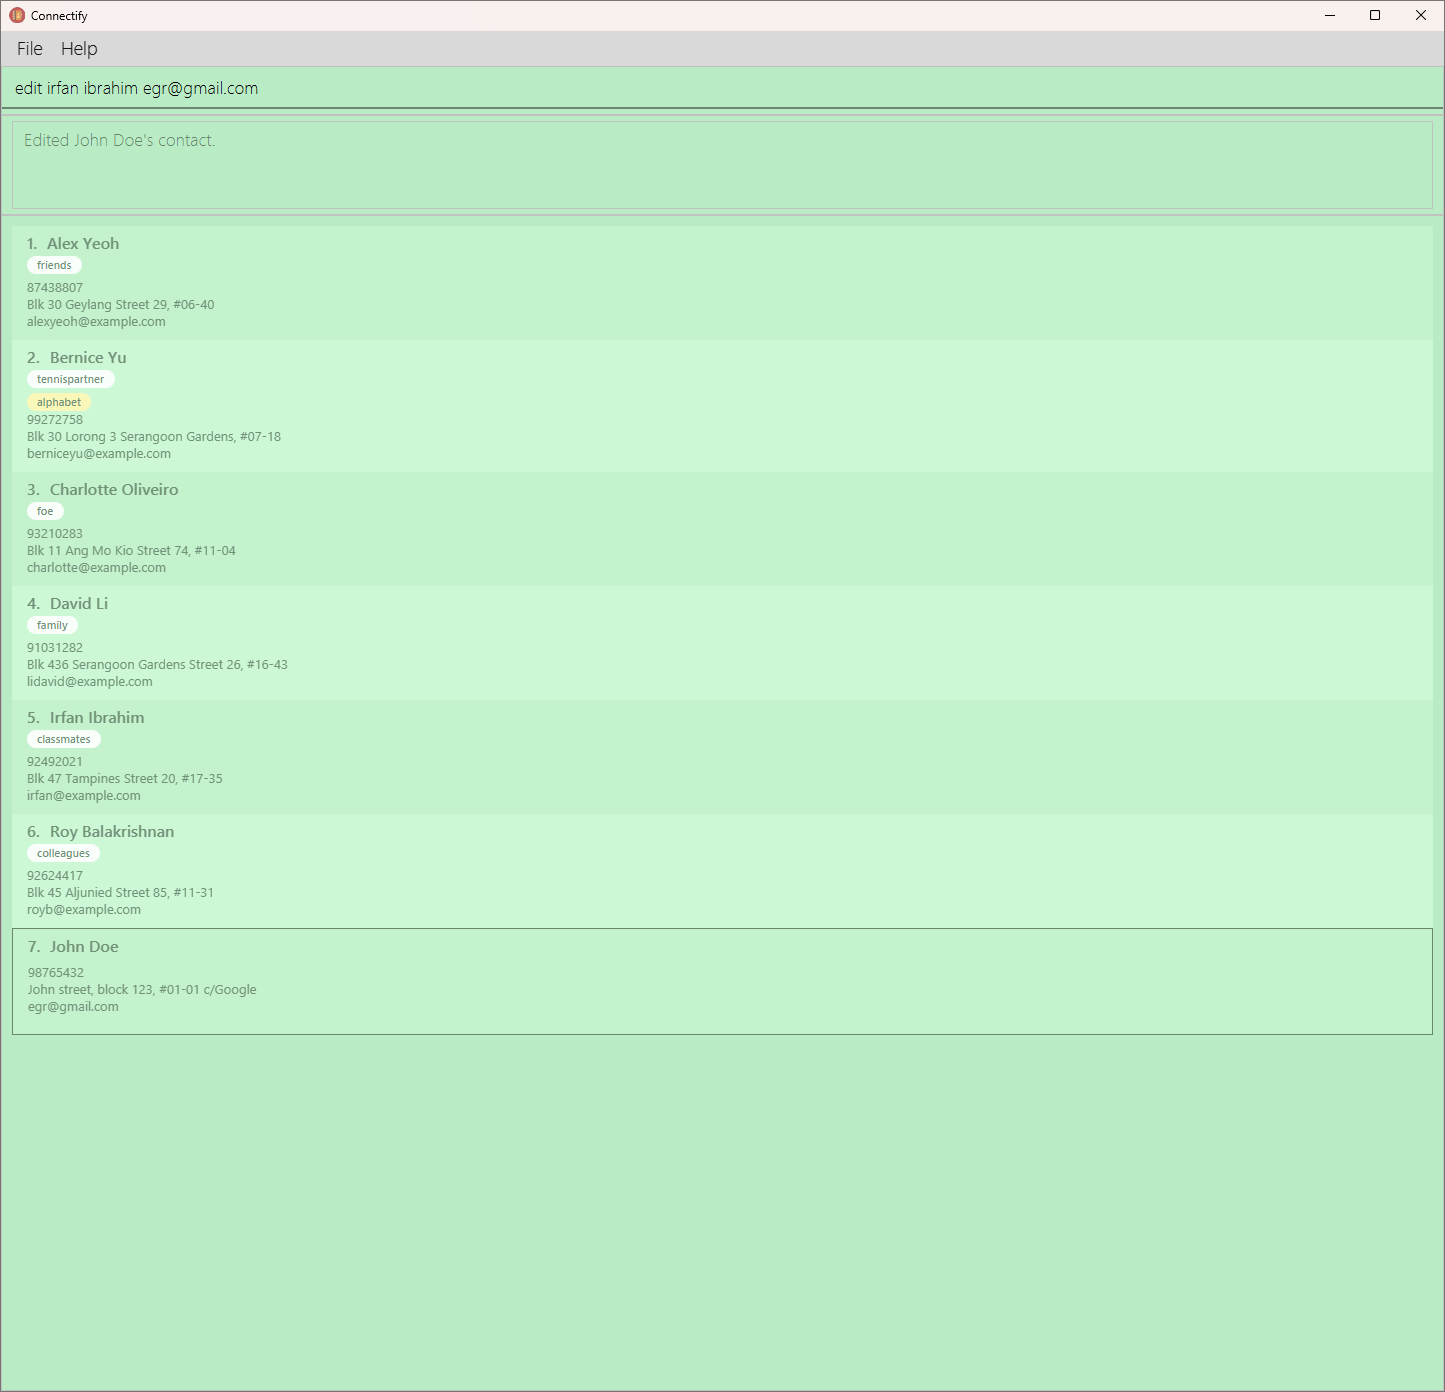 Connectify
File Help
edit irfan ibrahim egr@gmail.com
Edited John Doe's contact.
1. Alex Yeoh
friends
87438807
Blk 30 Geylang Street 29, #06-40
alexyeoh@example.com
2. Bernice Yu
tennispartner
alphabet
99272758
Blk 30 Lorong 3 Serangoon Gardens, #07-18
berniceyu@example.com
3. Charlotte Oliveiro
foe
93210283
Blk 11 Ang Mo Kio Street 74, #11-04
charlotte@example.com
4. David Li
family
91031282
Blk 436 Serangoon Gardens Street 26, #16-43
lidavid@example.com
5. Irfan Ibrahim
classmates
92492021
Blk 47 Tampines Street 20, #17-35
irfan@example.com
6. Roy Balakrishnan
colleagues
92624417
Blk 45 Aljunied Street 85, #11-31
royb@example.com
7. John Doe
98765432
John street, block 123, #01-01 c/Google
egr@gmail.com